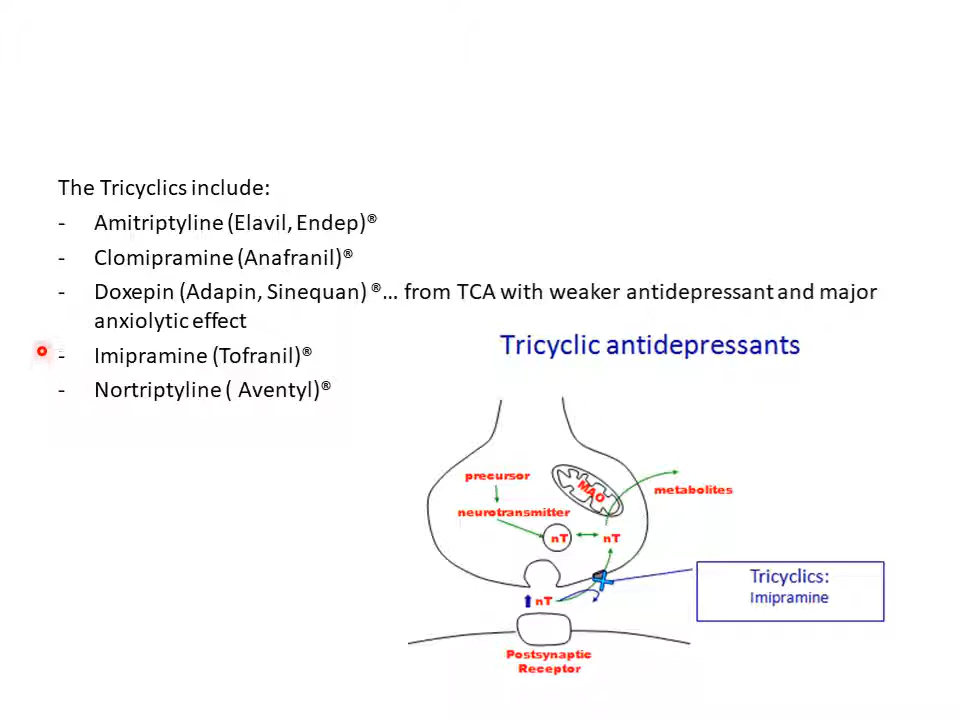 The Tricyclics include:
- Amitriptyline (Elavil, Endep)®
- Clomipramine (Anafranil)®
- Doxepin (Adapin, Sinequan) ®... from TCA with weaker antidepressant and major
anxiolytic effect
- Imipramine (Tofranil)®
- Nortriptyline ( Aventyl)®
Tricyclic antidepressants
precursor
MAO
metabolites
neurotransmitter
nT
nT
Tricyclics:
Imipramine
nT
Postsynaptic
Receptor